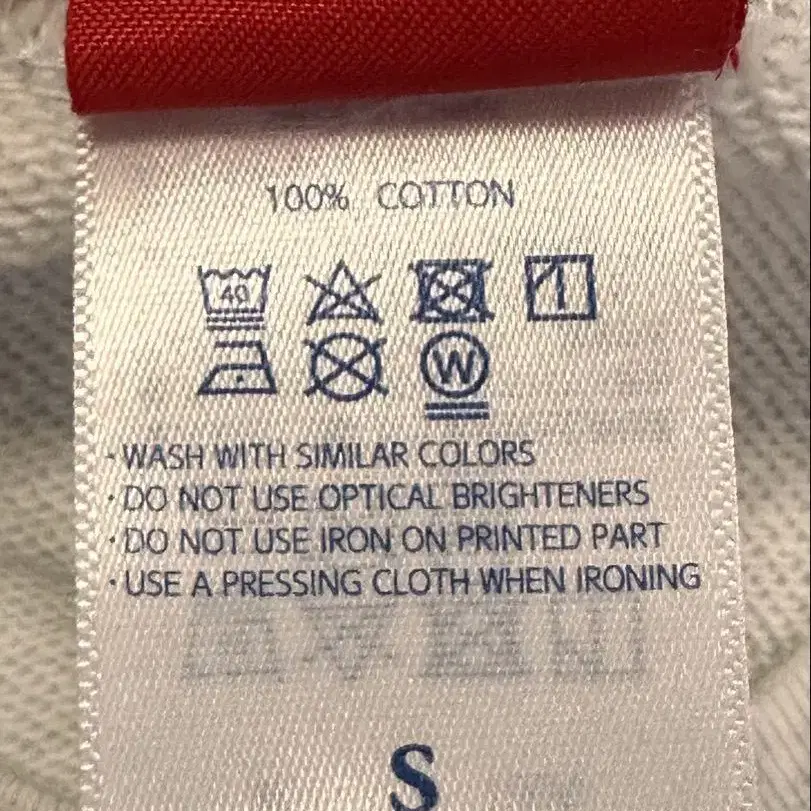 100% COTTON
40
W
· WASH WITH SIMILAR COLORS
· DO NOT USE OPTICAL BRIGHTENERS
· DO NOT USE IRON ON PRINTED PART
· USE A PRESSING CLOTH WHEN IRONING
S